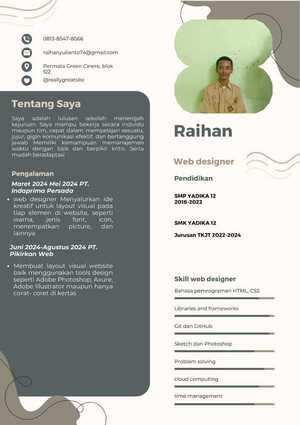 0813-8547-8066
raihanyulianto74@gmail.com
Permata Green Cinere, blok
S22
@reallygreatsite
Tentang Saya
Saya adalah lulusan sekolah menengah
kejuruan. Saya mampu bekerja secara individu
maupun tim, cepat dalam mempelajari sesuatu,
jujur, gigih komunikasi efektif, dan bertanggung
jawab Memiliki kemampuan memanagemen
waktu dengan baik dan berpikir kritis. Serta
mudah beradaptasi
Pengalaman
Maret 2024 Mei 2024 PT.
Indoprima Persada
• web designer Menyalurkan ide
kreatif untuk layout visual pada
tiap elemen di website, seperti
warna, jenis font, icon,
menempatkan picture, dan
lainnya
Juni 2024-Agustus 2024 PT.
Pikirkan Web
• Membuat layout visual website
baik menggunakan tools design
seperti Adobe Photoshop, Axure,
Adobe Illustrator maupun hanya
corat- coret di kertas
Raihan
Web designer
Pendidikan
SMP YADIKA 12
2018-2022
SMK YADIKA 12
Jurusan TKJT 2022-2024
Skill web designer
Bahasa pemrograman HTML, CSS
Libraries and frameworks
Git dan GitHub
Sketch dan Photoshop
Problem solving
cloud computing
time management